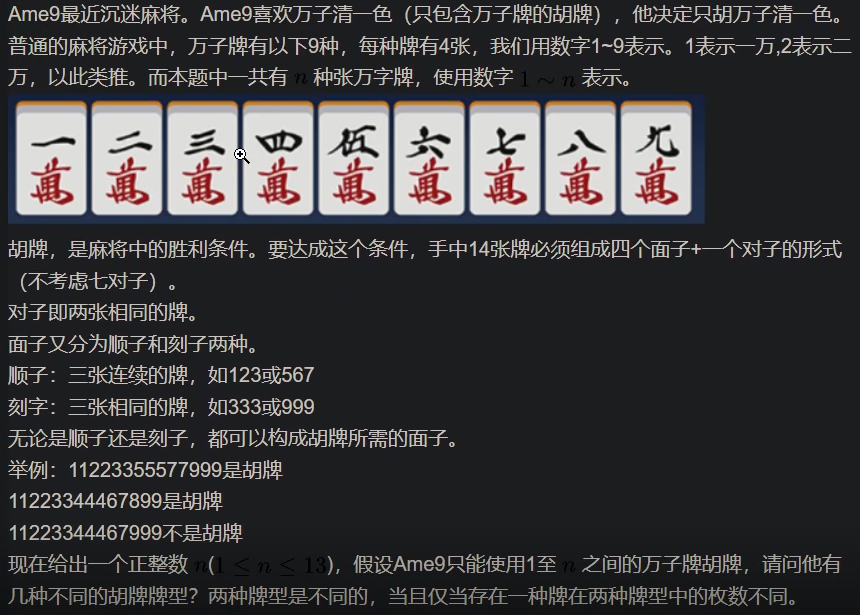 Ame9最近沉迷麻将。Ame9喜欢万子清一色（只包含万子牌的胡牌），他决定只胡万子清一色。
普通的麻将游戏中，万子牌有以下9种，每种牌有4张，我们用数字1~9表示。1表示一万,2表示二
万，以此类推。而本题中一共有 n 种张万字牌，使用数字 1 ∼ n 表示。
一 二 三 四 伍 六 七 八 九
萬 萬 萬 萬 萬 萬 萬 萬 萬
胡牌，是麻将中的胜利条件。要达成这个条件，手中14张牌必须组成四个面子+一个对子的形式
（不考虑七对子）。
对子即两张相同的牌。
面子又分为顺子和刻子两种。
顺子：三张连续的牌，如123或567
刻字：三张相同的牌，如333或999
无论是顺子还是刻子，都可以构成胡牌所需的面子。
举例：11223355577999是胡牌
11223344467899是胡牌
11223344467999不是胡牌
现在给出一个正整数 n(1 ≤ n ≤ 13)，假设Ame9只能使用1至 n 之间的万子牌胡牌，请问他有
几种不同的胡牌牌型？两种牌型是不同的，当且仅当存在一种牌在两种牌型中的枚数不同。